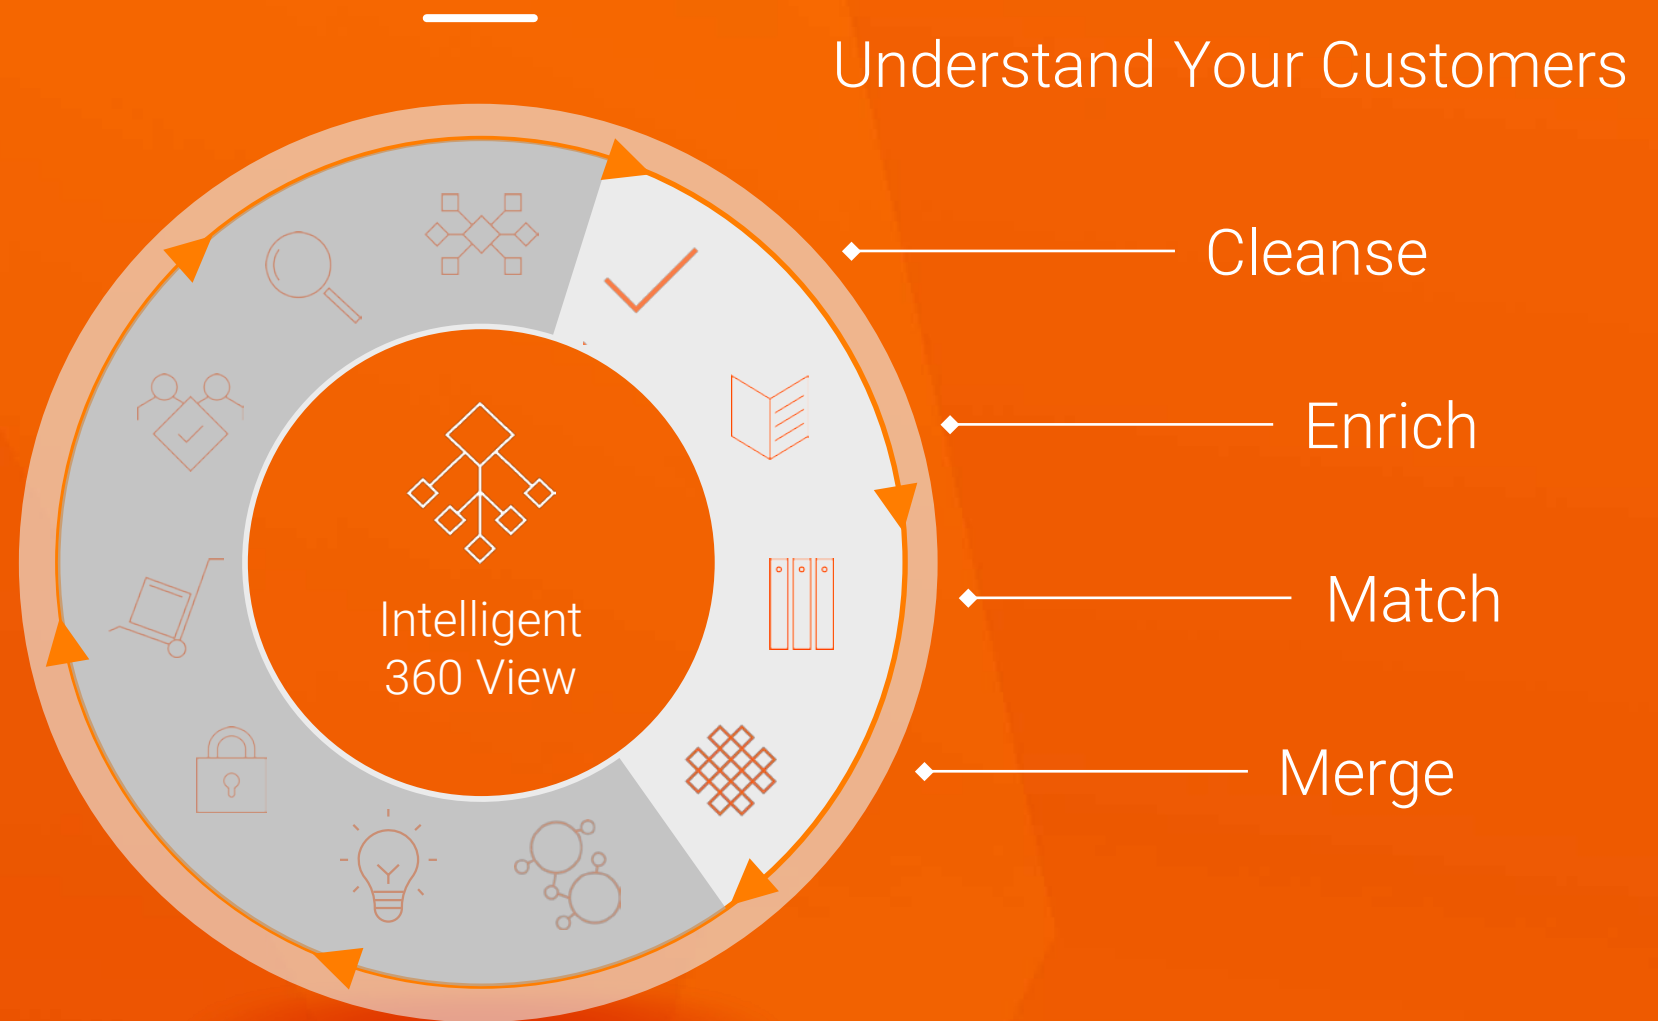 Understand Your Customers
Cleanse
Enrich
Match
Merge
Intelligent
360 View